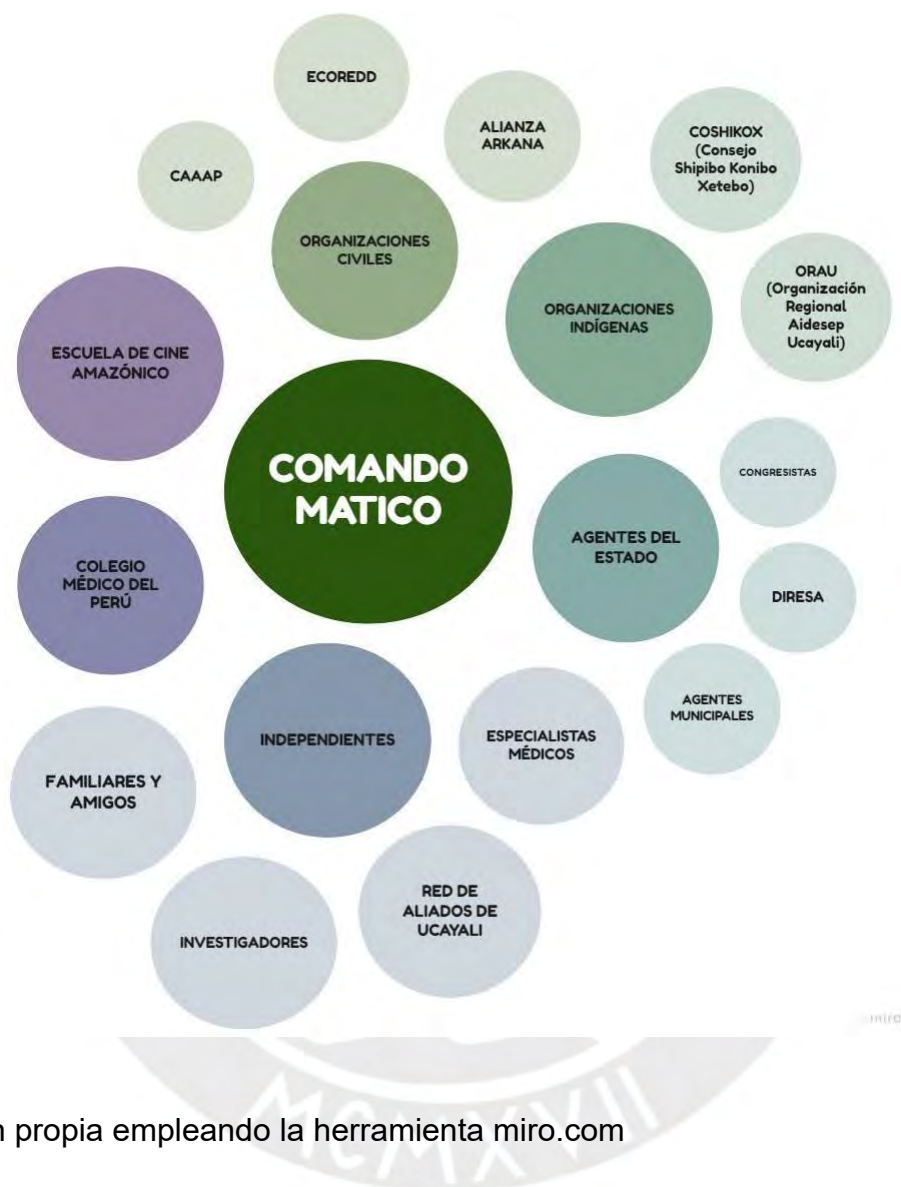 ECOREDD
ALIANZA
ARKANA
COSHIKOX
(Consejo
Shipibo Konibo
Xetebo)
CAAAP
ORGANIZACIONES
CIVILES
ORGANIZACIONES
INDÍGENAS
ORAU
(Organización
Regional
Aidesep
Ucayali)
ESCUELA DE CINE
AMAZÓNICO
COMANDO
MATICO
CONGRESISTAS
AGENTES DEL
ESTADO
COLEGIO
MÉDICO DEL
PERÚ
DIRESA
AGENTES
MUNICIPALES
INDEPENDIENTES
ESPECIALISTAS
MÉDICOS
FAMILIARES Y
AMIGOS
RED DE
ALIADOS DE
UCAYALI
INVESTIGADORES
miro
MCMXVII
n propia empleando la herramienta miro.com